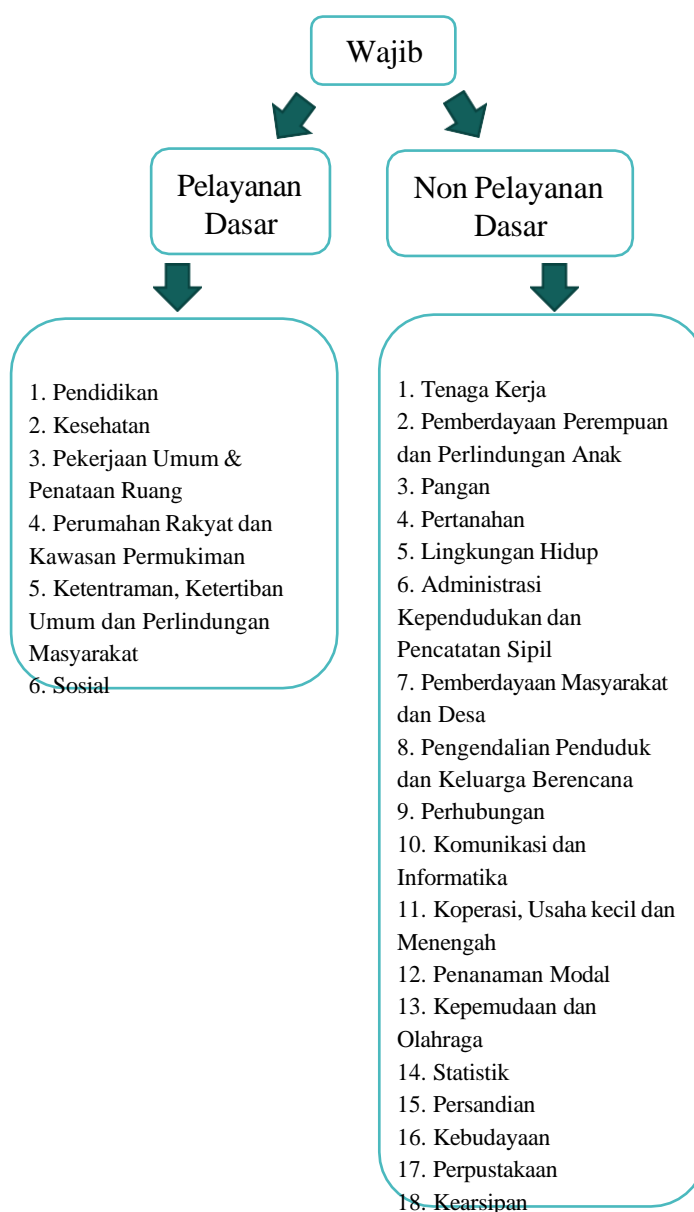 Wajib
Pelayanan
Dasar
Non Pelayanan
Dasar
1. Pendidikan
2. Kesehatan
3. Pekerjaan Umum &
Penataan Ruang
4. Perumahan Rakyat dan
Kawasan Permukiman
5. Ketentraman, Ketertiban
Umum dan Perlindungan
Masyarakat
6. Sosial
1. Tenaga Kerja
2. Pemberdayaan Perempuan
dan Perlindungan Anak
3. Pangan
4. Pertanahan
5. Lingkungan Hidup
6. Administrasi
Kependudukan dan
Pencatatan Sipil
7. Pemberdayaan Masyarakat
dan Desa
8. Pengendalian Penduduk
dan Keluarga Berencana
9. Perhubungan
10. Komunikasi dan
Informatika
11. Koperasi, Usaha kecil dan
Menengah
12. Penanaman Modal
13. Kepemudaan dan
Olahraga
14. Statistik
15. Persandian
16. Kebudayaan
17. Perpustakaan
18. Kearsipan